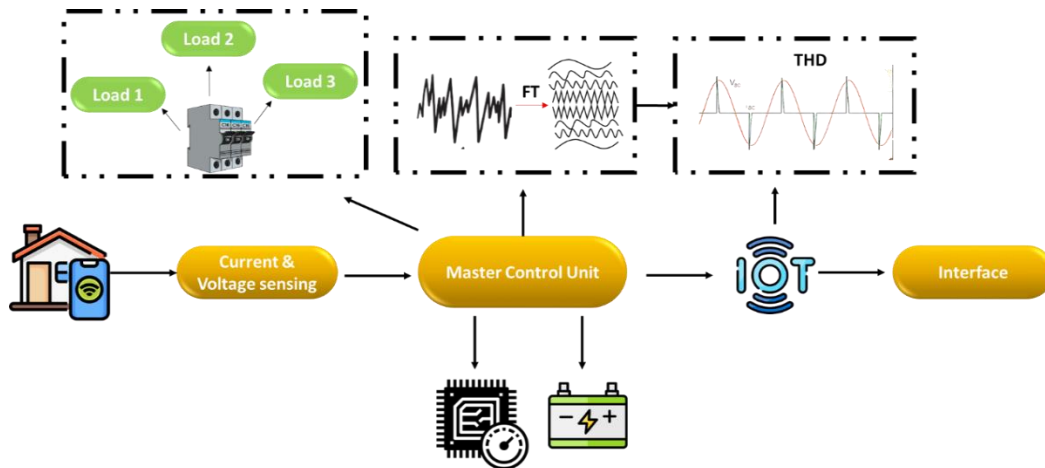 Load 2
Load 1
Load 3
FT
THD
Current &
Voltage sensing
Master Control Unit
IOT
Interface